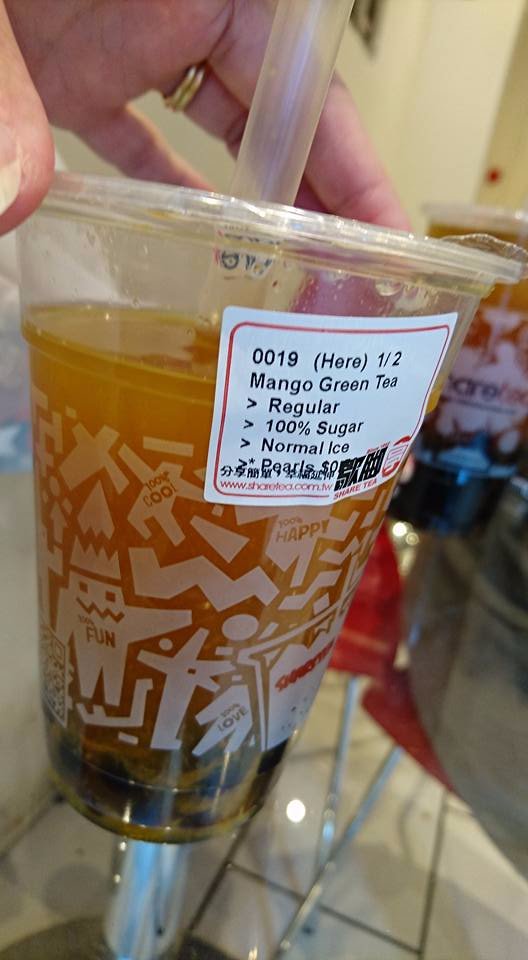 0019 (Here) 1/2
Mango Green Tea
> Regular
> 100% Sugar
> Normal Ice
>* Pearls $0
www.sharetea.com.tw
SHARE TEA
100%
COOL
100%
HAPPY
100%
FUN
100%
LOVE